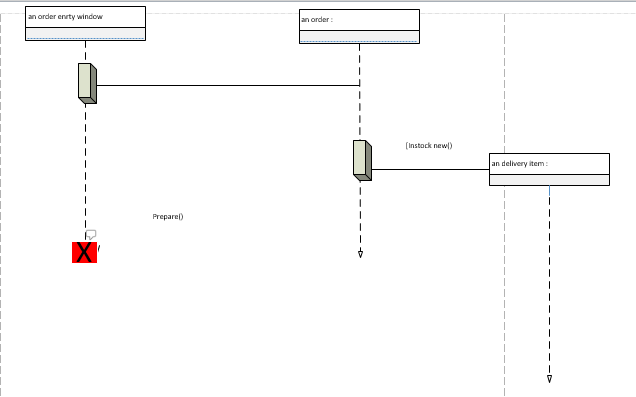 an order enrty window
an order :
[Instock new()
an delivery item :
Prepare()
X